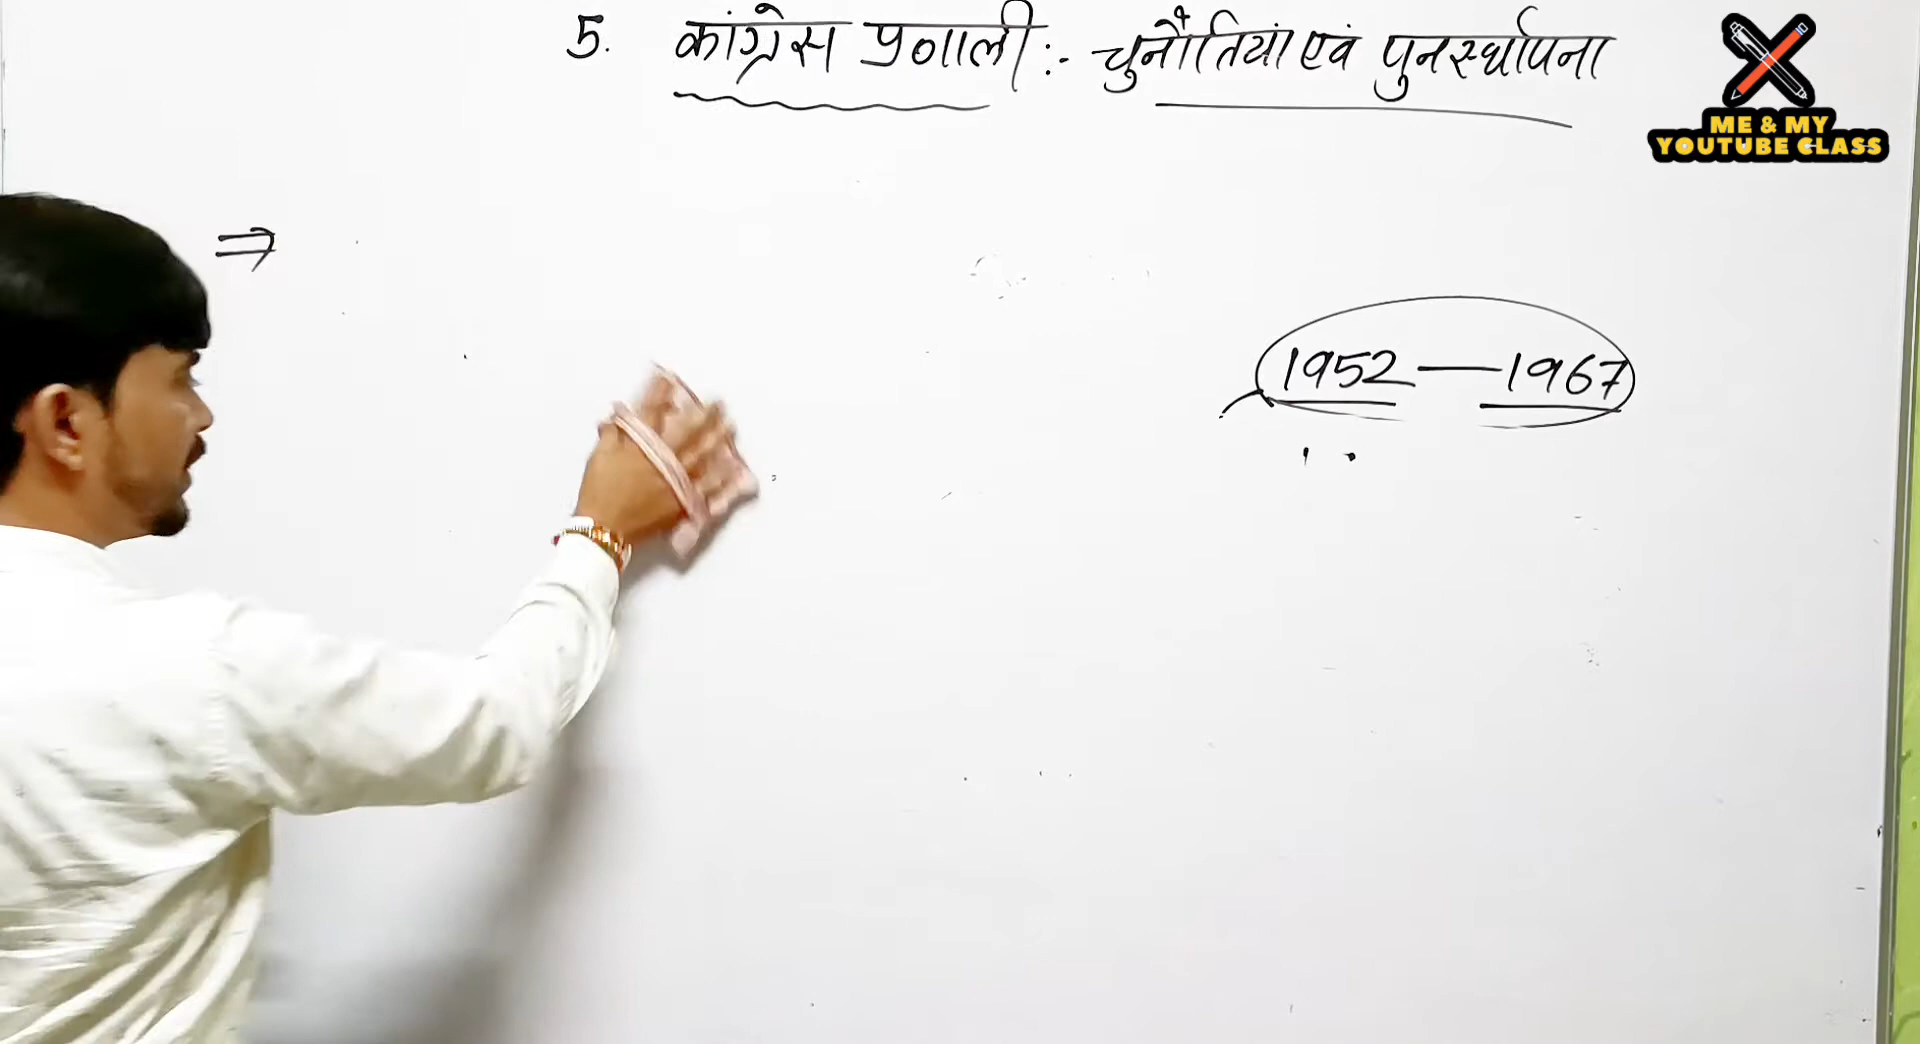 5. कांग्रेस प्रणाली :- चुनौतियां एवं पुनर्स्थापना
ME & MY
YOUTUBE CLASS
⇒
1952 — 1967